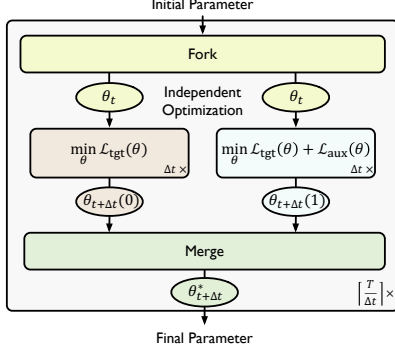 Initial Parameter
Fork
θ_t θ_t
Independent
Optimization
min_θ ℒ_tgt(θ) min_θ ℒ_tgt(θ) + ℒ_aux(θ)
Δt × Δt ×
θ_{t+Δt}(0) θ_{t+Δt}(1)
Merge
θ*_{t+Δt}
⌈T/Δt⌉×
Final Parameter